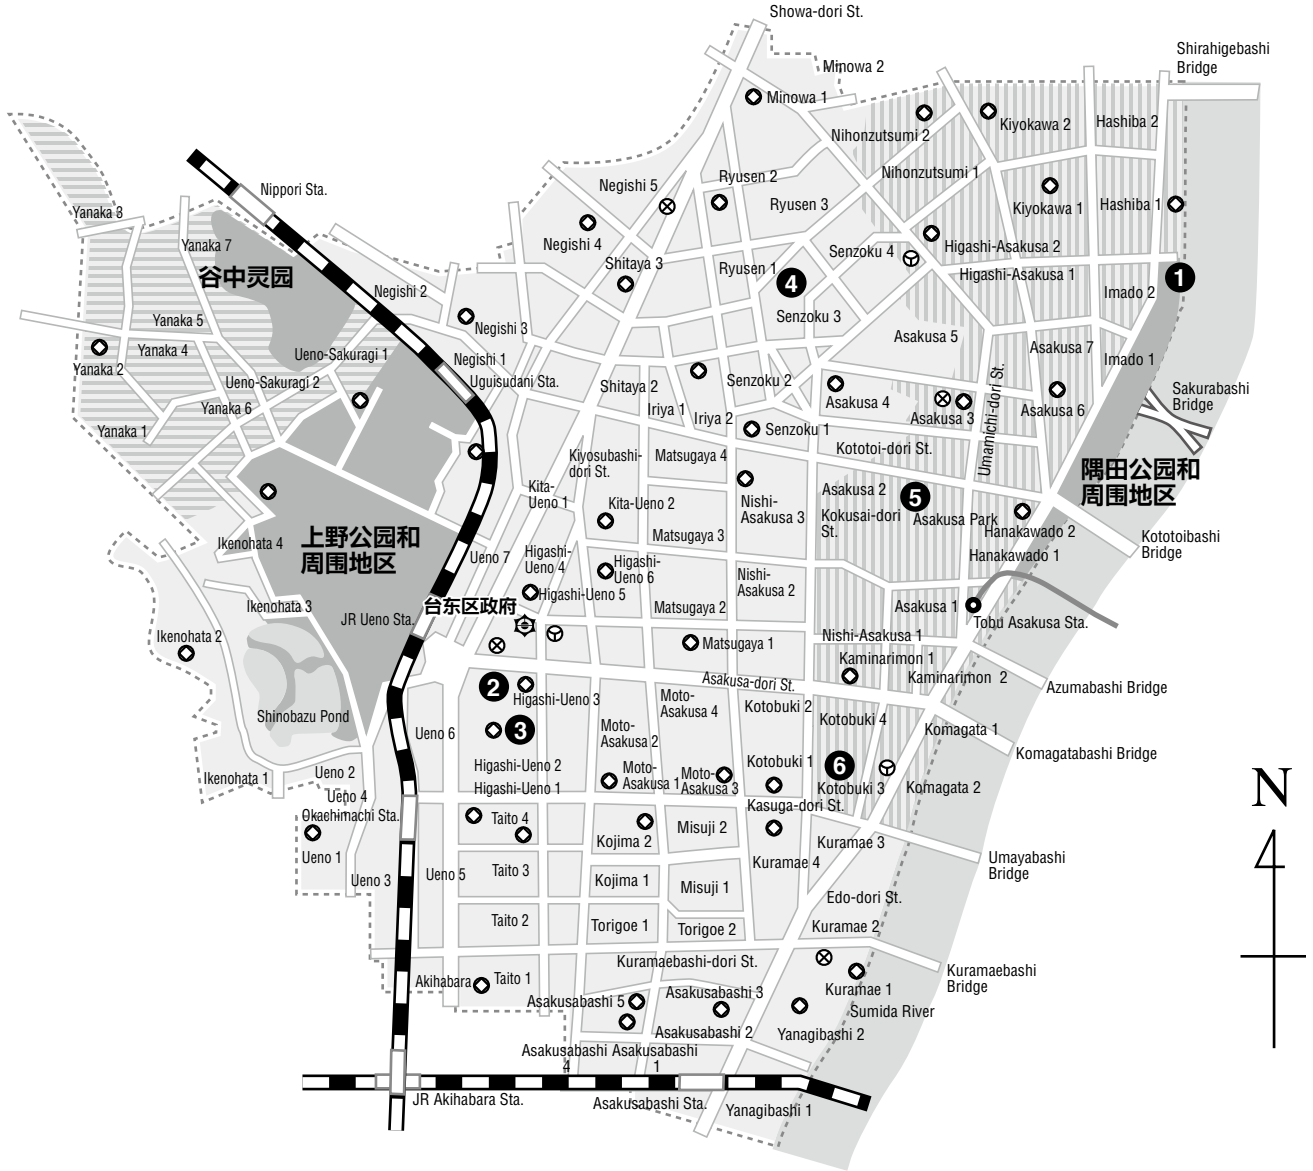 Showa-dori St.
Shirahigebashi
Bridge
Minowa 2
Minowa 1
Nihonzutsumi 2
Kiyokawa 2
Hashiba 2
Nippori Sta.
Negishi 5
Ryusen 2
Nihonzutsumi 1
Ryusen 3
Kiyokawa 1
Hashiba 1
Yanaka 3
Yanaka 7
Negishi 4
Senzoku 4
Higashi-Asakusa 2
谷中灵园
Shitaya 3
Ryusen 1
4
Higashi-Asakusa 1
1
Negishi 2
Imado 2
Yanaka 5
Negishi 3
Senzoku 3
Asakusa 5
Yanaka 4
Ueno-Sakuragi 1
Negishi 1
Asakusa 7
Imado 1
Yanaka 2
Ueno-Sakuragi 2
Uguisudani Sta.
Shitaya 2
Senzoku 2
Umamichi-dori St.
Sakurabashi
Bridge
Yanaka 6
Iriya 1
Iriya 2
Asakusa 4
Asakusa 3
Asakusa 6
Yanaka 1
Senzoku 1
Kototoi-dori St.
Kiyosubashi-
dori St.
Matsugaya 4
隅田公园和
周围地区
Kita-
Ueno 1
Kita-Ueno 2
Nishi-
Asakusa 3
Asakusa 2
5
Kokusai-dori
St.
Asakusa Park
Hanakawado 2
Kototoibashi
Bridge
Ikenohata 4
上野公园和
周围地区
Ueno 7
Higashi-
Ueno 4
Matsugaya 3
Hanakawado 1
Higashi-
Ueno 6
Nishi-
Asakusa 2
Ikenohata 3
JR Ueno Sta.
台东区政府
Higashi-Ueno 5
Matsugaya 2
Asakusa 1
Tobu Asakusa Sta.
Ikenohata 2
Matsugaya 1
Nishi-Asakusa 1
Kaminarimon 1
Kaminarimon 2
Azumabashi Bridge
2
Higashi-Ueno 3
Asakusa-dori St.
Moto-
Asakusa 4
Kotobuki 2
Kotobuki 4
Shinobazu Pond
Ueno 6
3
Moto-
Asakusa 2
Komagata 1
Komagatabashi Bridge
Ikenohata 1
Ueno 2
Higashi-Ueno 2
Moto-
Asakusa 1
Moto-
Asakusa 3
Kotobuki 1
6
Kotobuki 3
Komagata 2
N
Ueno 4
Higashi-Ueno 1
Kasuga-dori St.
Okachimachi Sta.
Taito 4
Kojima 2
Misuji 2
Kuramae 3
Umayabashi
Bridge
Ueno 1
Ueno 3
Ueno 5
Taito 3
Kojima 1
Misuji 1
Kuramae 4
Edo-dori St.
Taito 2
Torigoe 1
Torigoe 2
Kuramae 2
Kuramaebashi-dori St.
Kuramaebashi
Bridge
Akihabara
Taito 1
Asakusabashi 5
Asakusabashi 3
Kuramae 1
Sumida River
Asakusabashi 2
Yanagibashi 2
Asakusabashi
4
Asakusabashi
1
JR Akihabara Sta.
Asakusabashi Sta.
Yanagibashi 1